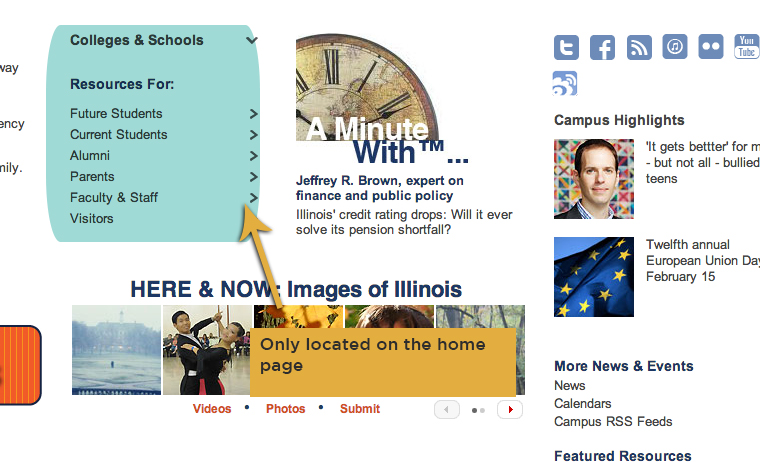 way
ency
mily.
Colleges & Schools
Resources For:
Future Students
Current Students
Alumni
Parents
Faculty & Staff
Visitors
A Minute
With™...
Jeffrey R. Brown, expert on
finance and public policy
Illinois' credit rating drops: Will it ever
solve its pension shortfall?
HERE & NOW: Images of Illinois
Only located on the home
page
Videos • Photos • Submit
You
Tube
Campus Highlights
'It gets bettter' for m
- but not all - bullied
teens
Twelfth annual
European Union Day
February 15
More News & Events
News
Calendars
Campus RSS Feeds
Featured Resources